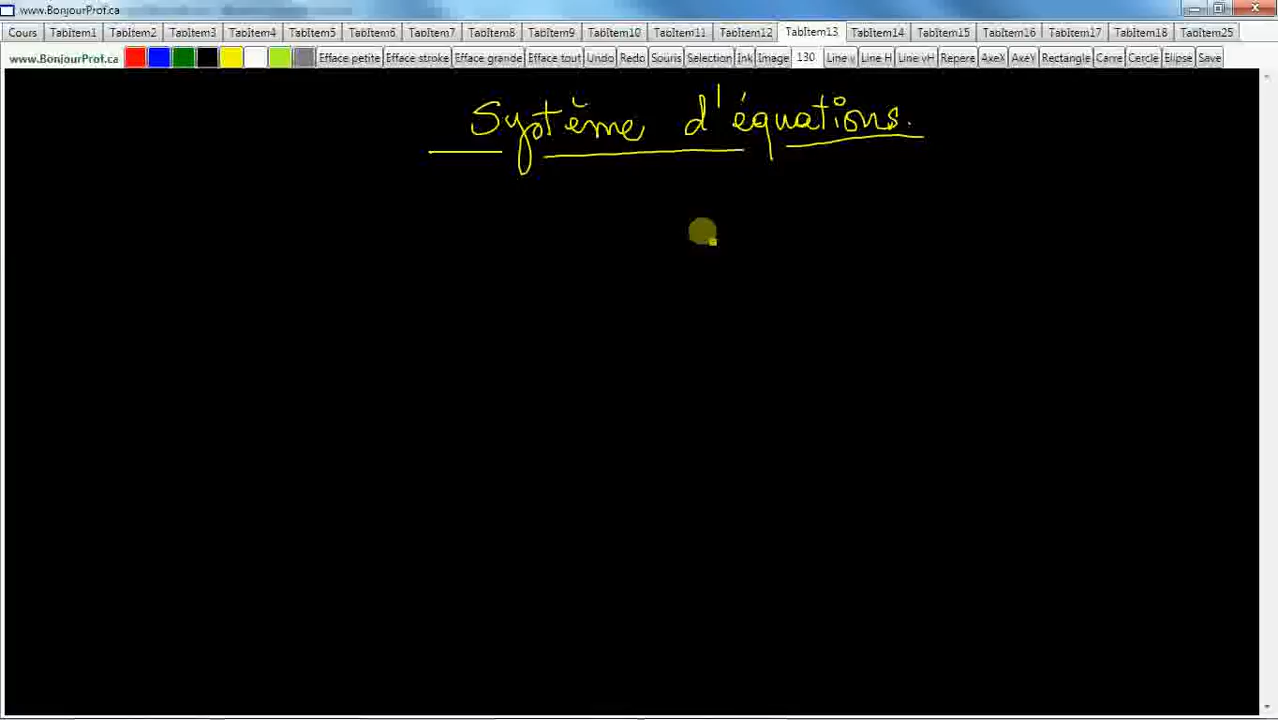 www.BonjourProf.ca
Cours TabItem1 TabItem2 TabItem3 TabItem4 TabItem5 TabItem6 TabItem7 TabItem8 TabItem9 TabItem10 TabItem11 TabItem12 TabItem13 TabItem14 TabItem15 TabItem16 TabItem17 TabItem18 TabItem25
www.BonjourProf.ca Efface petite Efface stroke Efface grande Efface tout Undo Redo Souris Selection Ink Image 130 Line v Line H Line vH Repere AxeX AxeY Rectangle Carre Cercle Elipse Save
Système d'équations.